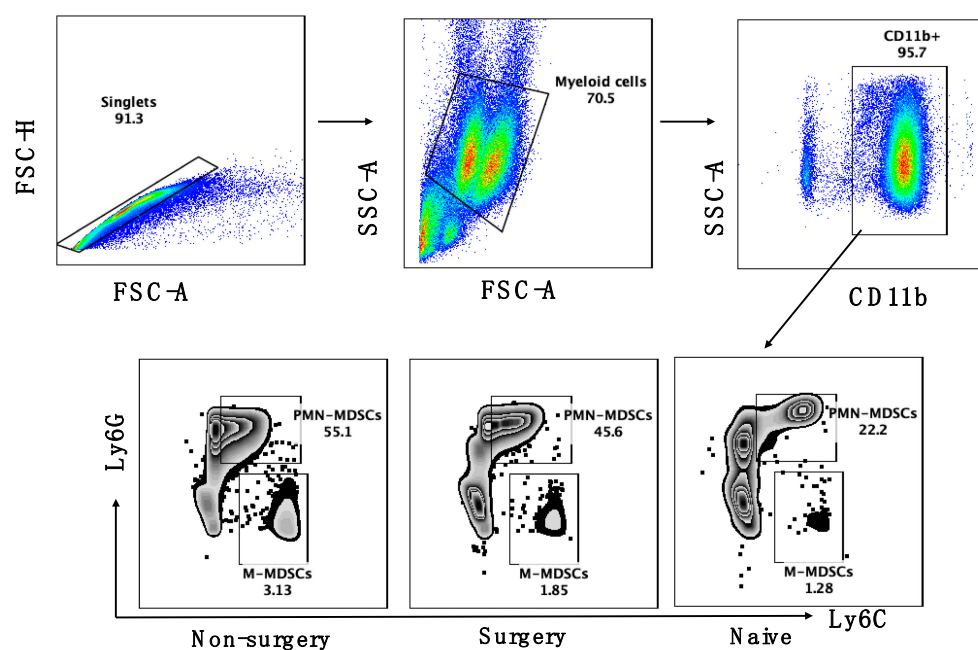 Singlets
91.3
FSC-H
FSC-A
Myeloid cells
70.5
SSC-A
FSC-A
CD11b+
95.7
SSC-A
CD11b
Ly6G
PMN-MDSCs
55.1
M-MDSCs
3.13
Non-surgery
PMN-MDSCs
45.6
M-MDSCs
1.85
Surgery
PMN-MDSCs
22.2
M-MDSCs
1.28
Naive
Ly6C